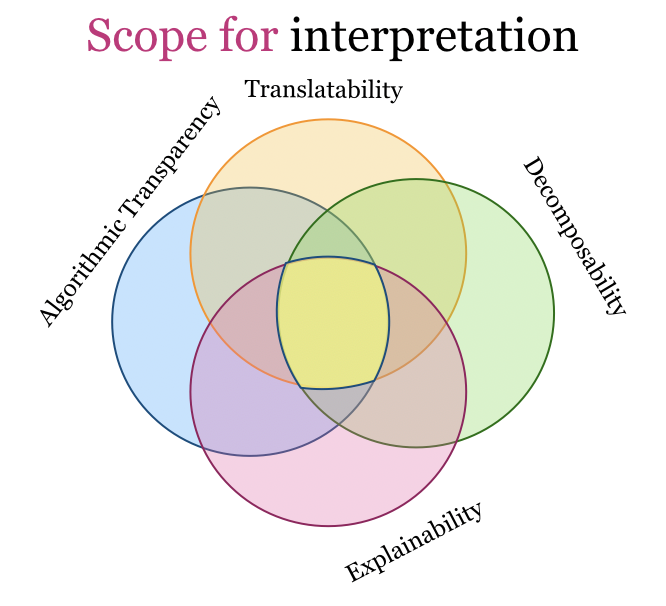 Scope for interpretation
Translatability
Algorithmic Transparency
Decomposability
Explainability